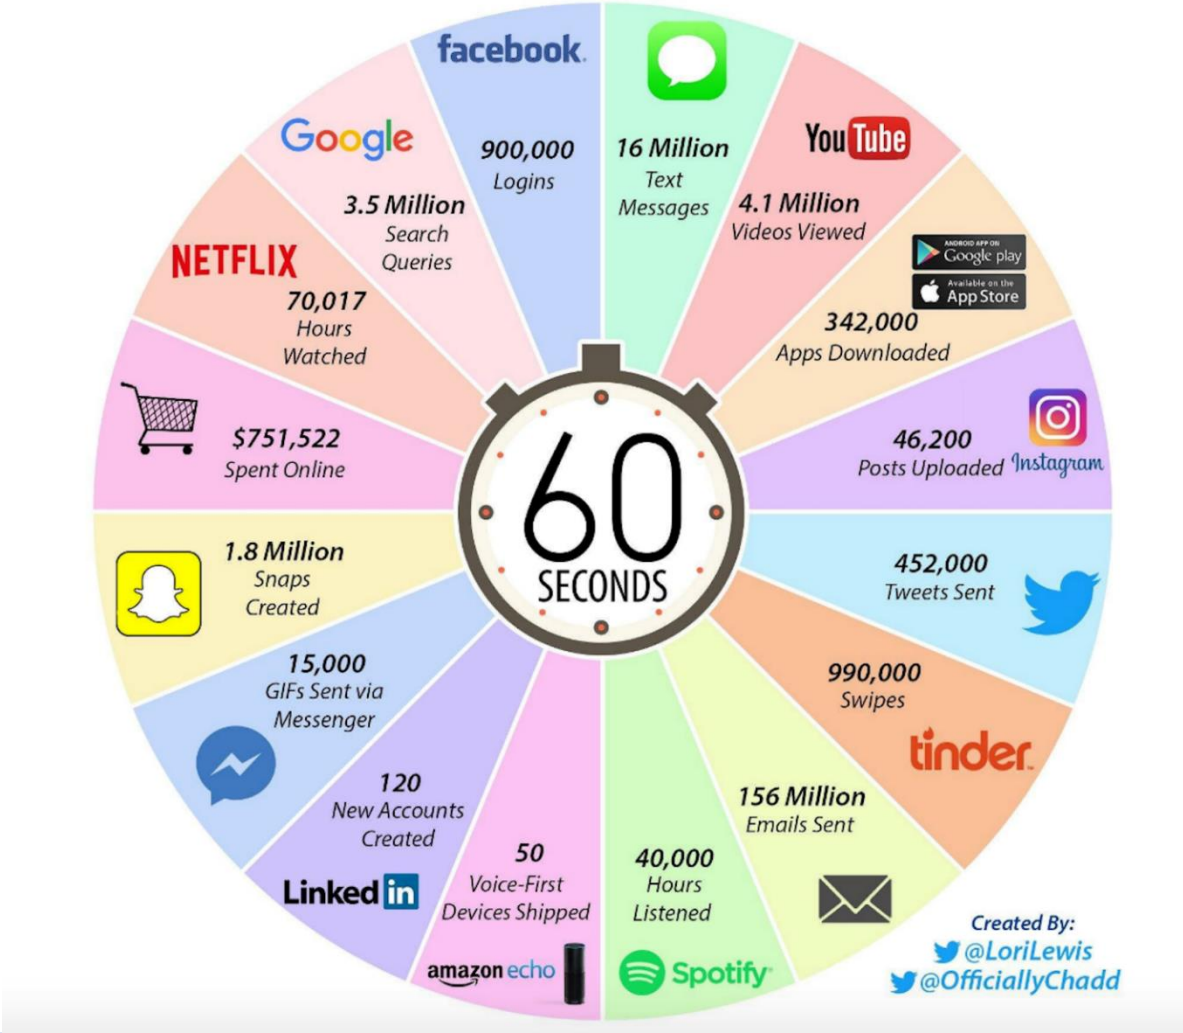 facebook.
900,000
Logins
16 Million
Text
Messages
YouTube
4.1 Million
Videos Viewed
ANDROID APP ON
Google play
Available on the
App Store
342,000
Apps Downloaded
46,200
Posts Uploaded
Instagram
452,000
Tweets Sent
990,000
Swipes
tinder
156 Million
Emails Sent
40,000
Hours
Listened
Spotify
50
Voice-First
Devices Shipped
amazon echo
120
New Accounts
Created
Linked in
15,000
GIFs Sent via
Messenger
1.8 Million
Snaps
Created
$751,522
Spent Online
NETFLIX
70,017
Hours
Watched
Google
3.5 Million
Search
Queries
60
SECONDS
Created By:
@LoriLewis
@OfficiallyChadd